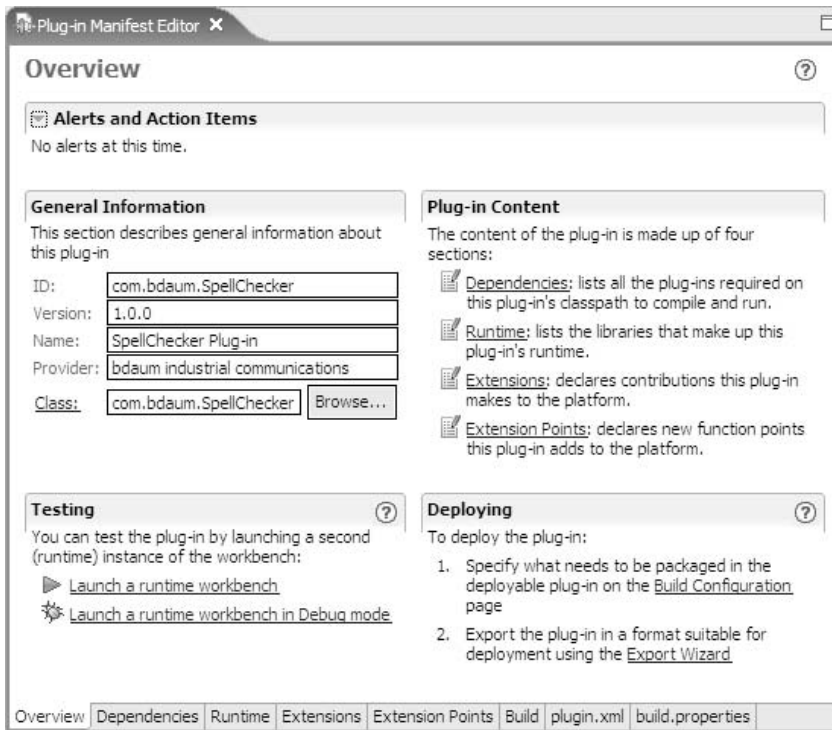 Plug-in Manifest Editor
Overview
Alerts and Action Items
No alerts at this time.
General Information
This section describes general information about
this plug-in
ID: com.bdaum.SpellChecker
Version: 1.0.0
Name: SpellChecker Plug-in
Provider: bdaum industrial communications
Class: com.bdaum.SpellChecker Browse...
Plug-in Content
The content of the plug-in is made up of four
sections:
Dependencies: lists all the plug-ins required on
this plug-in's classpath to compile and run.
Runtime: lists the libraries that make up this
plug-in's runtime.
Extensions: declares contributions this plug-in
makes to the platform.
Extension Points: declares new function points
this plug-in adds to the platform.
Testing
You can test the plug-in by launching a second
(runtime) instance of the workbench:
Launch a runtime workbench
Launch a runtime workbench in Debug mode
Deploying
To deploy the plug-in:
1. Specify what needs to be packaged in the
deployable plug-in on the Build Configuration
page
2. Export the plug-in in a format suitable for
deployment using the Export Wizard
Overview Dependencies Runtime Extensions Extension Points Build plugin.xml build.properties